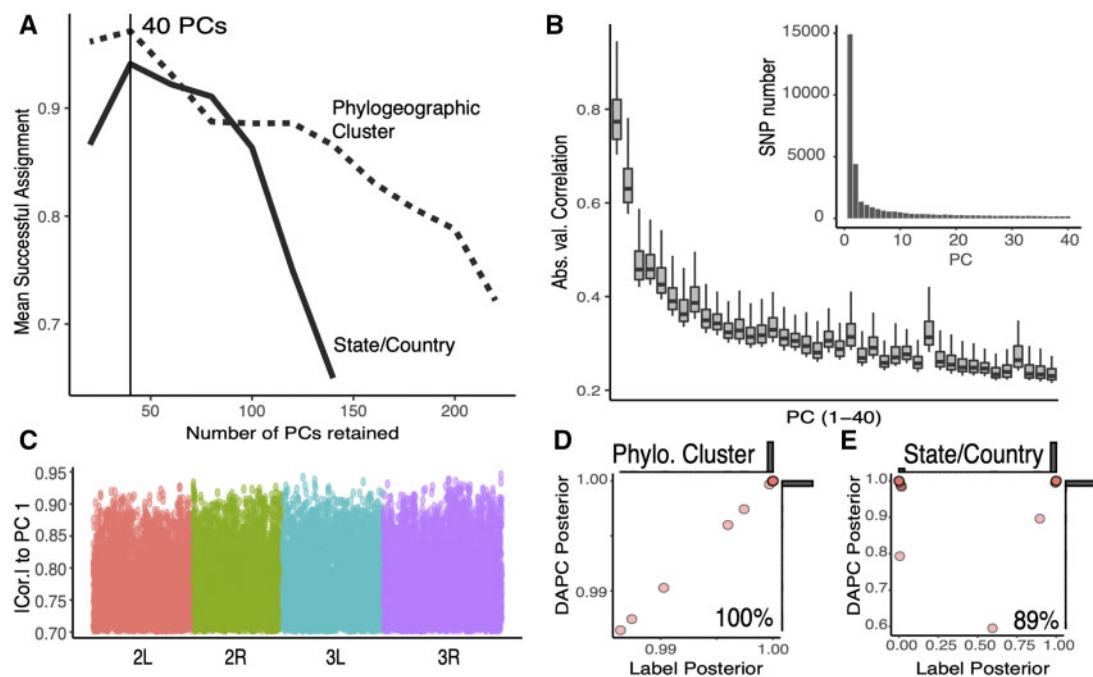 A
40 PCs
0.9
0.8
0.7
Mean Successful Assignment
Phylogeographic
Cluster
State/Country
50
100
150
200
Number of PCs retained
B
0.8
0.6
0.4
0.2
Abs. val. Correlation
PC (1–40)
15000
10000
5000
0
SNP number
0
10
20
30
40
PC
C
0.95
0.90
0.85
0.80
0.75
0.70
|Cor.| to PC 1
2L
2R
3L
3R
D
Phylo. Cluster
1.00
0.99
DAPC Posterior
100%
0.99
1.00
Label Posterior
E
State/Country
1.0
0.9
0.8
0.7
0.6
DAPC Posterior
89%
0.00
0.25
0.50
0.75
1.00
Label Posterior